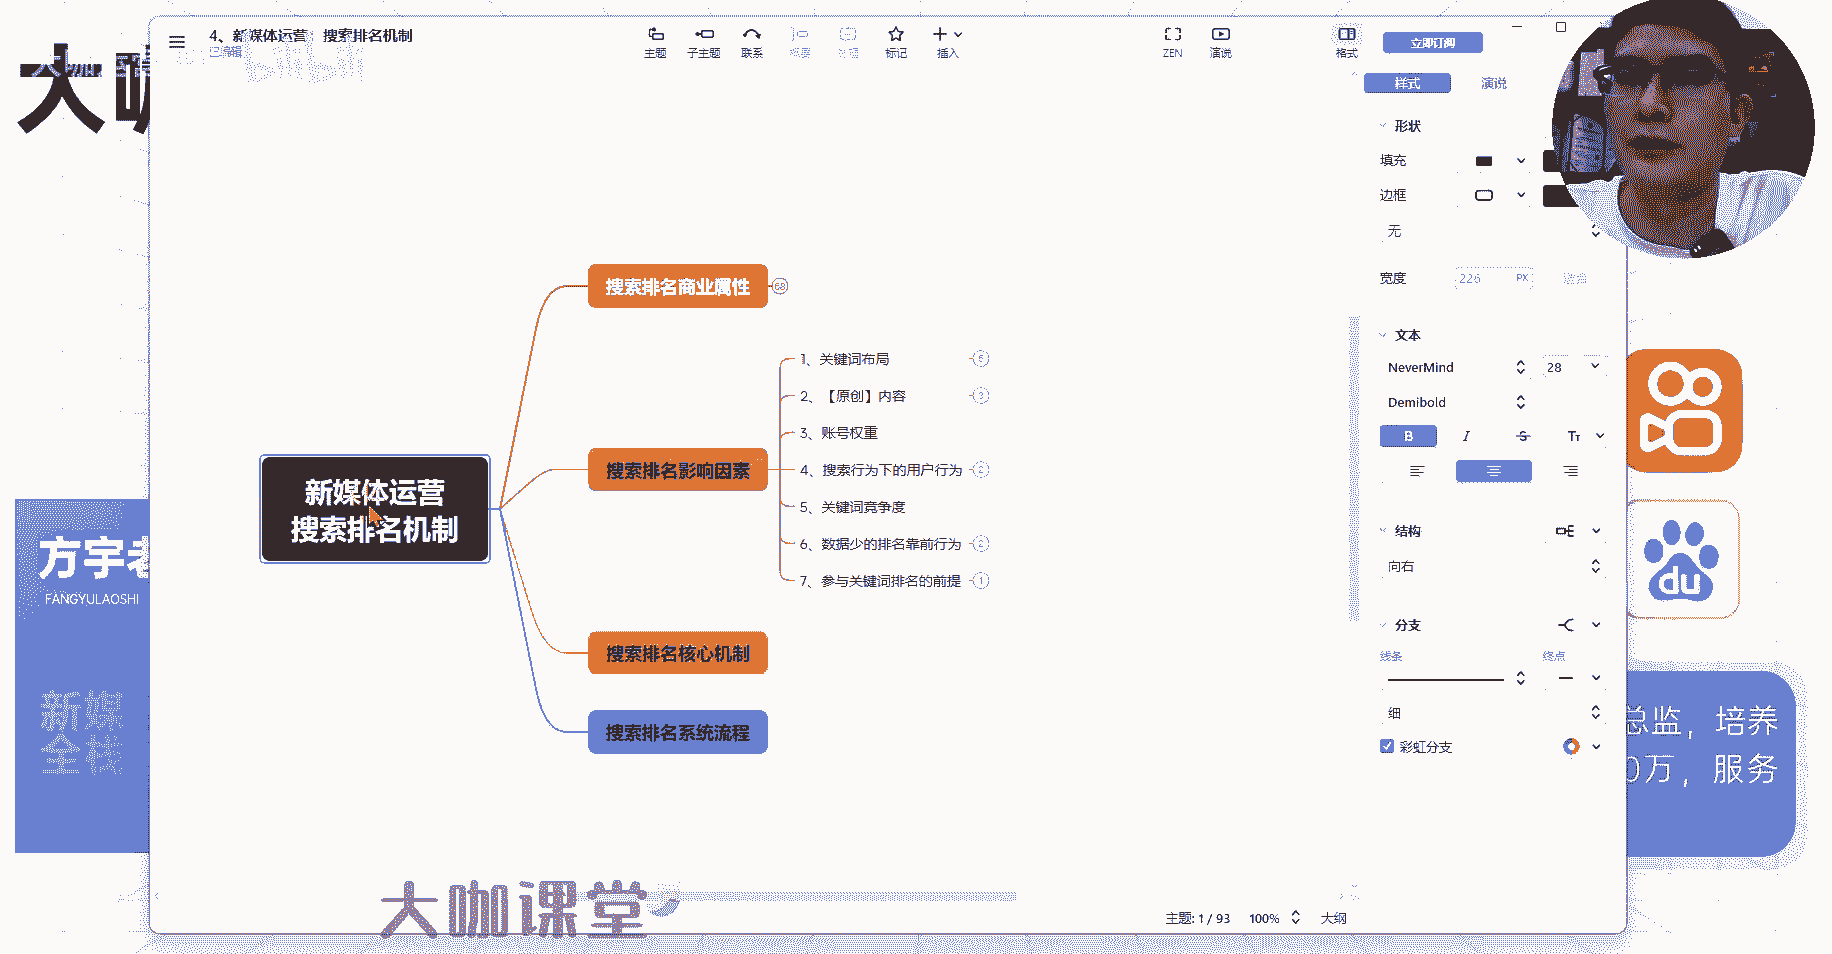 4、新媒体运营 搜索排名机制
已编辑
主题
子主题
联系
概要
外框
标记
插入
ZEN
演说
格式
立即订阅
大咖
样式
演说
形状
填充
边框
无
宽度
226
PX
文本
NeverMind
28
Demibold
B
I
S
TT
结构
向右
分支
线条
终点
细
彩虹分支
新媒体运营
搜索排名机制
搜索排名商业属性
68
搜索排名影响因素
1、关键词布局
2、【原创】内容
3、账号权重
4、搜索行为下的用户行为
2
5、关键词竞争度
6、数据少的排名靠前行为
2
7、参与关键词排名的前提
1
搜索排名核心机制
搜索排名系统流程
方宇老
FANGYULAOSHI
新媒
全栈
du
总监，培养
0万，服务
大咖课堂
主题: 1 / 93
100%
大纲